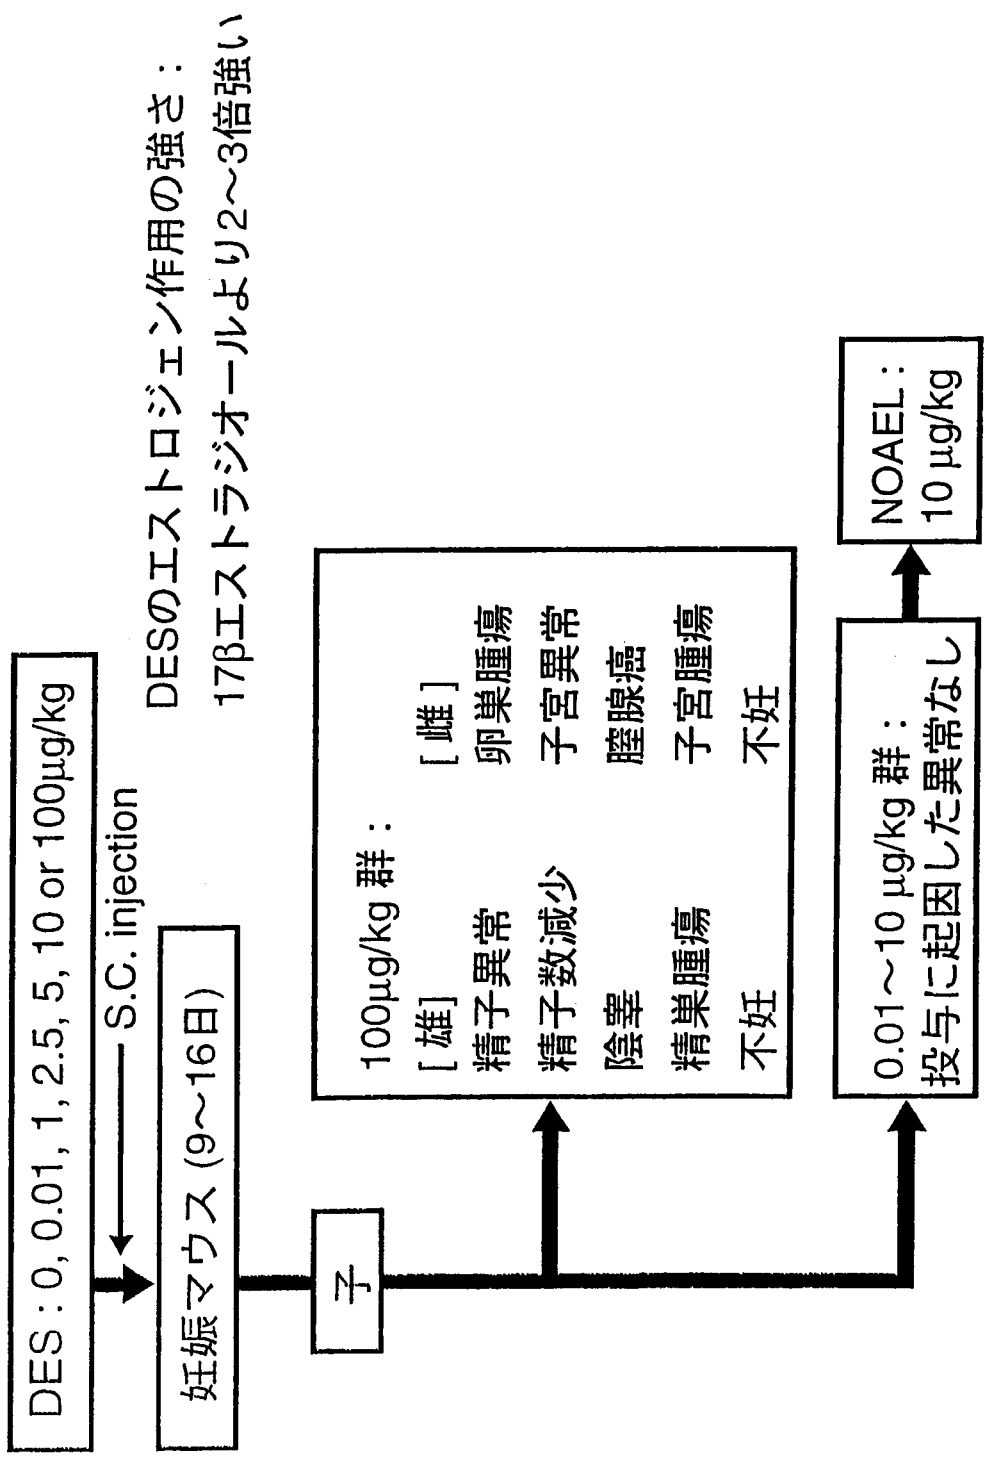 DES : 0, 0.01, 1, 2.5, 5, 10 or 100μg/kg
S.C. injection
妊娠マウス (9～16日)
DESのエストロジェン作用の強さ :
17βエストラジオールより2～3倍強い
子
100μg/kg 群 :
[ 雄] [ 雌 ]
精子異常 卵巣腫瘍
精子数減少 子宮異常
陰睾 膣腺癌
精巣腫瘍 子宮腫瘍
不妊 不妊
0.01～10 μg/kg 群 :
投与に起因した異常なし
NOAEL :
10 μg/kg